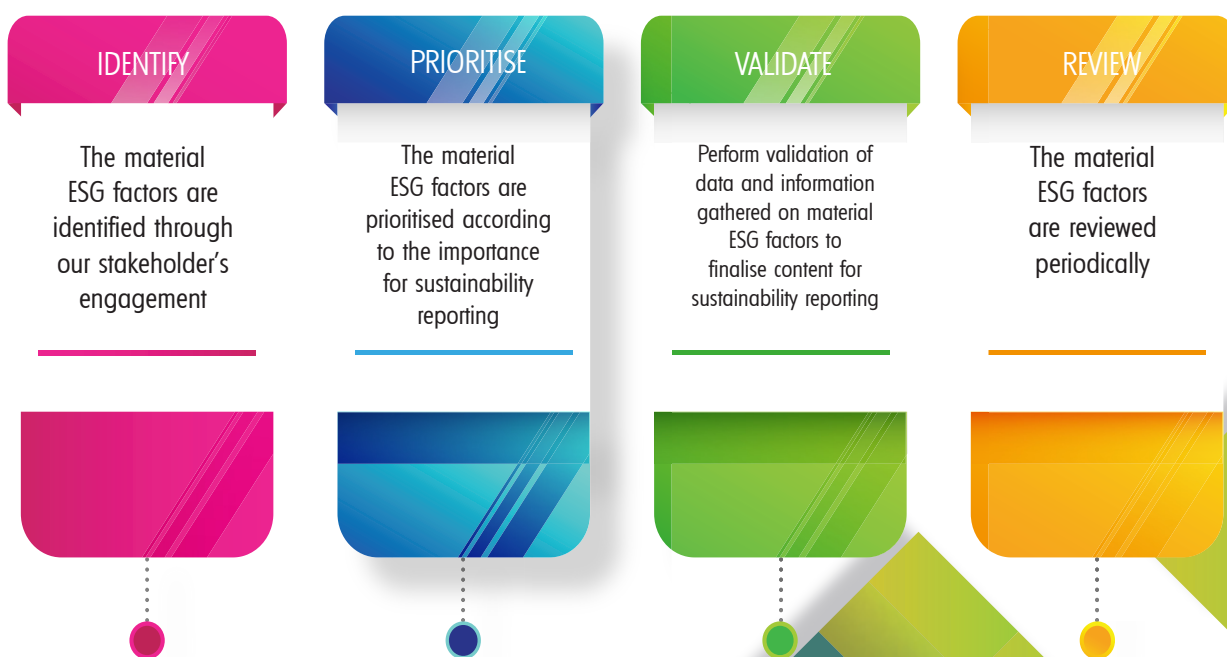 IDENTIFY
The material
ESG factors are
identified through
our stakeholder’s
engagement
PRIORITISE
The material
ESG factors are
prioritised according
to the importance
for sustainability
reporting
VALIDATE
Perform validation of
data and information
gathered on material
ESG factors to
finalise content for
sustainability reporting
REVIEW
The material
ESG factors
are reviewed
periodically